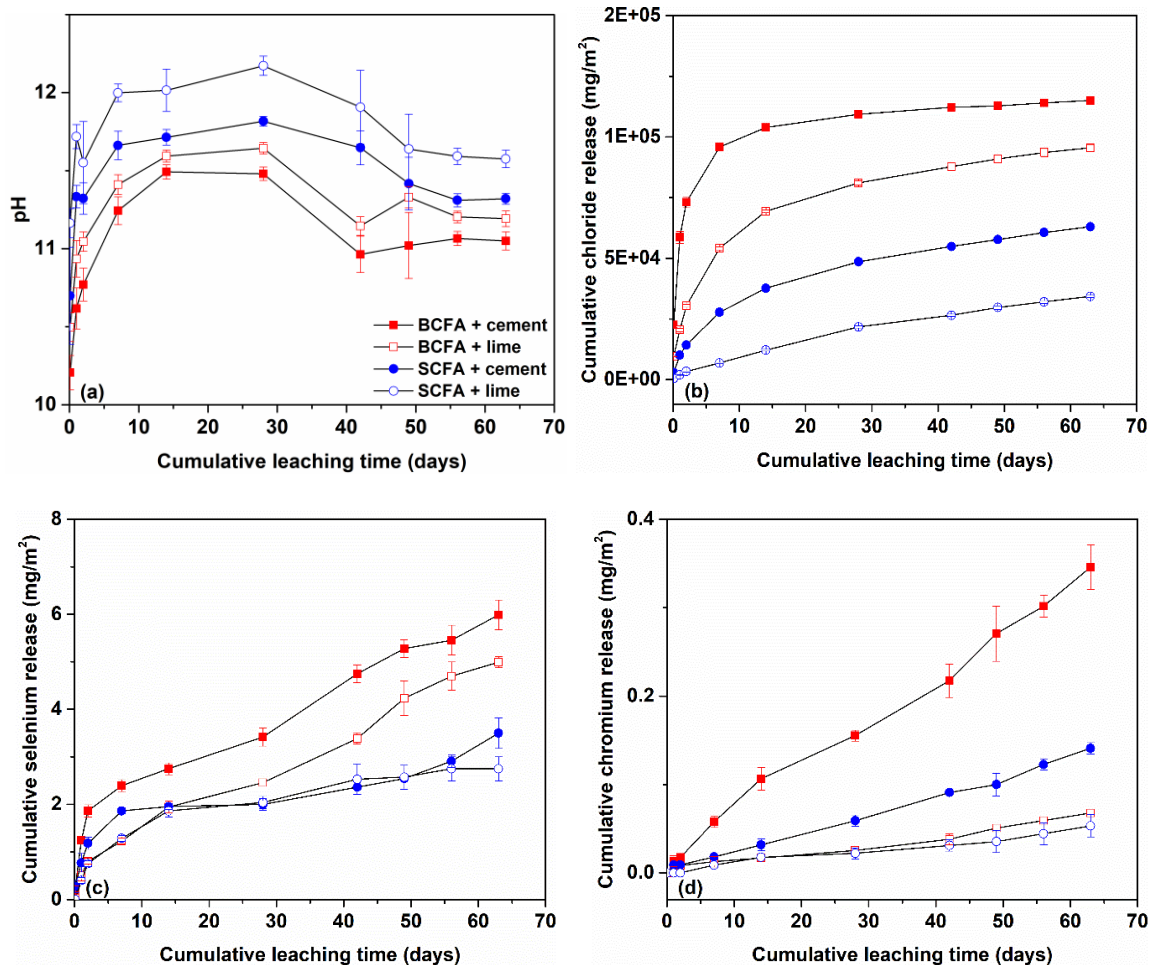 12
11
10
pH
0 10 20 30 40 50 60 70
Cumulative leaching time (days)
(a)
BCFA + cement
BCFA + lime
SCFA + cement
SCFA + lime
2E+05
1E+05
5E+04
0E+00
Cumulative chloride release (mg/m²)
(b)
0 10 20 30 40 50 60 70
Cumulative leaching time (days)
8
6
4
2
0
Cumulative selenium release (mg/m²)
(c)
0 10 20 30 40 50 60 70
Cumulative leaching time (days)
0.4
0.2
0.0
Cumulative chromium release (mg/m²)
(d)
0 10 20 30 40 50 60 70
Cumulative leaching time (days)